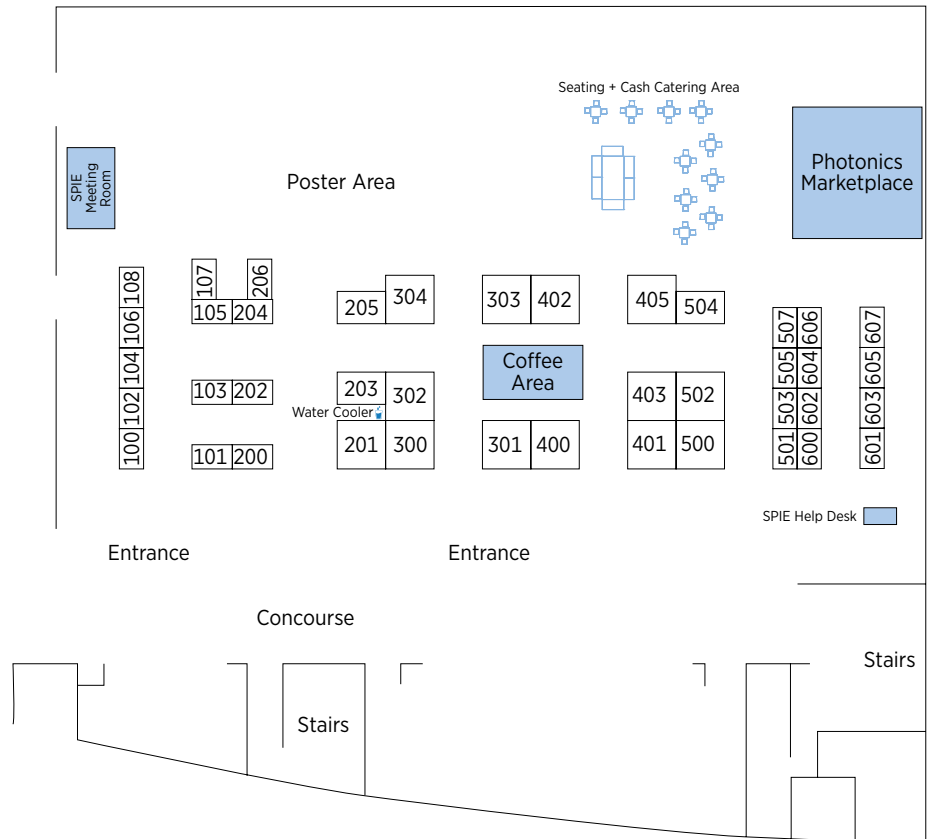 Seating + Cash Catering Area
SPIE
Meeting
Room
Poster Area
Photonics
Marketplace
108
107
206
106
105
204
205
304
303
402
405
504
507
606
607
Coffee
Area
104
103
202
203
302
403
502
505
604
605
Water Cooler
102
503
602
603
100
101
200
201
300
301
400
401
500
501
600
601
SPIE Help Desk
Entrance
Entrance
Concourse
Stairs
Stairs